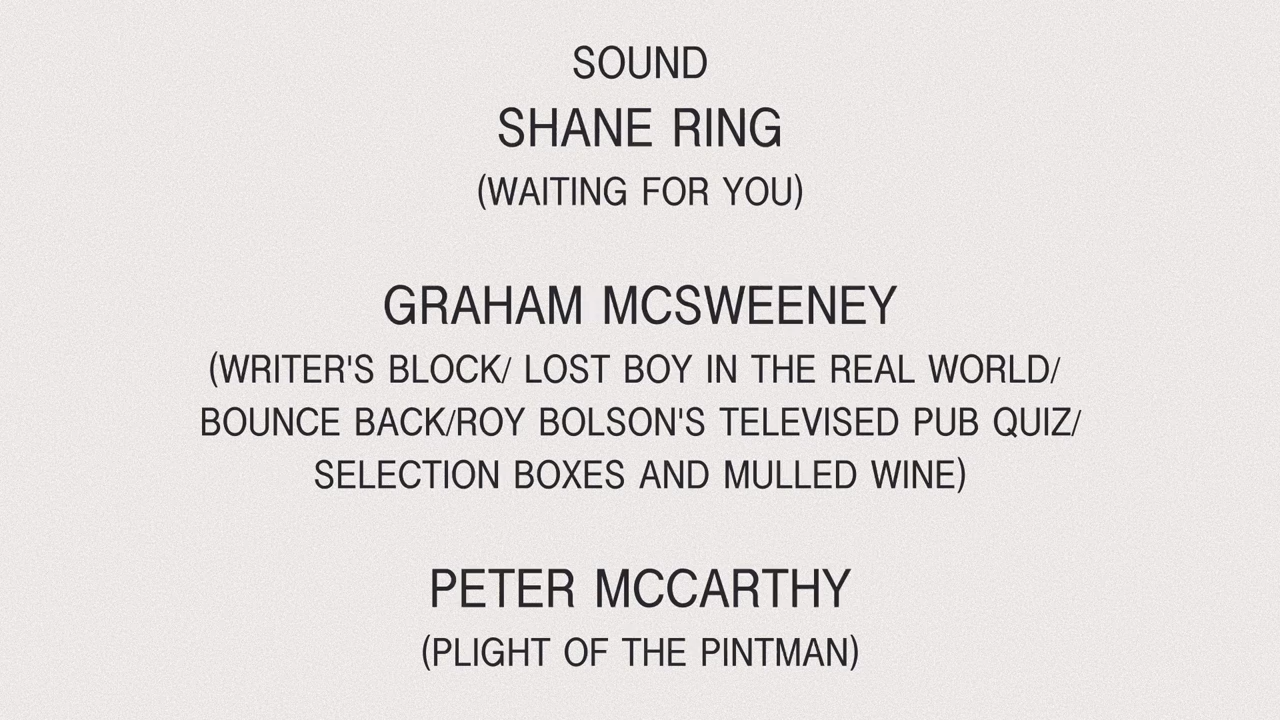 SOUND
SHANE RING
(WAITING FOR YOU)
GRAHAM MCSWEENEY
(WRITER'S BLOCK/ LOST BOY IN THE REAL WORLD/
BOUNCE BACK/ROY BOLSON'S TELEVISED PUB QUIZ/
SELECTION BOXES AND MULLED WINE)
PETER MCCARTHY
(PLIGHT OF THE PINTMAN)